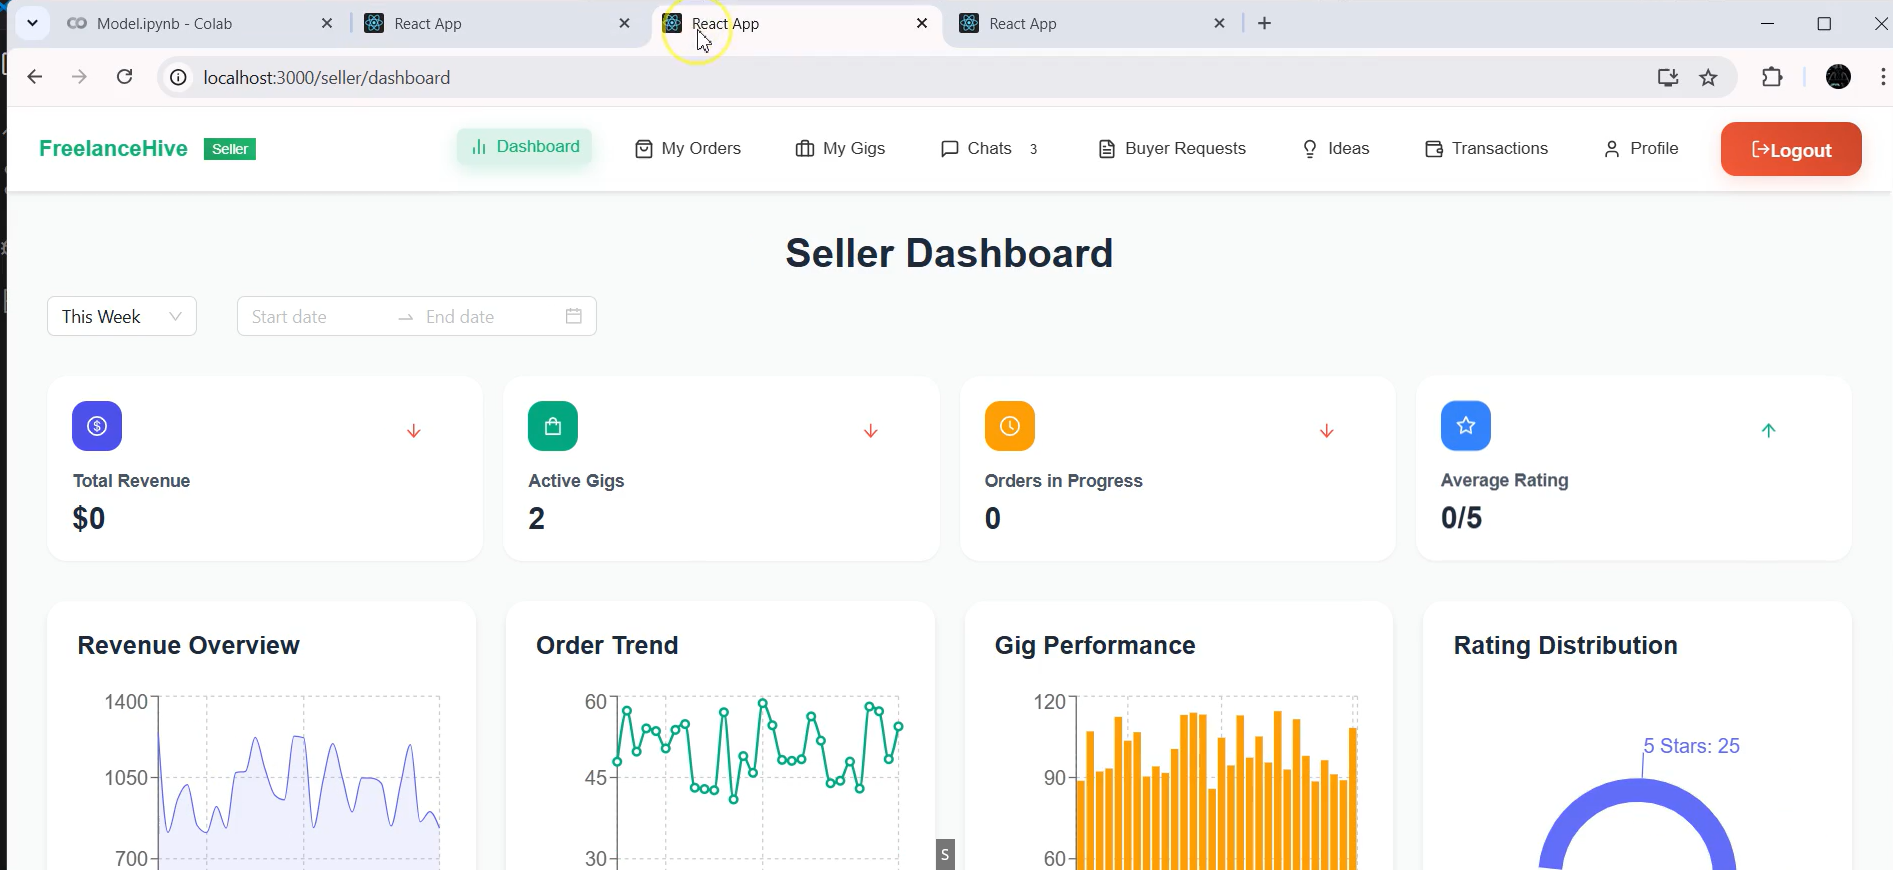 Model.ipynb - Colab
React App
React App
React App
localhost:3000/seller/dashboard
FreelanceHive
Seller
Dashboard
My Orders
My Gigs
Chats 3
Buyer Requests
Ideas
Transactions
Profile
Logout
Seller Dashboard
This Week
Start date
End date
Total Revenue
$0
Active Gigs
2
Orders in Progress
0
Average Rating
0/5
Revenue Overview
1400
1050
700
Order Trend
60
45
30
Gig Performance
120
90
60
Rating Distribution
5 Stars: 25
S